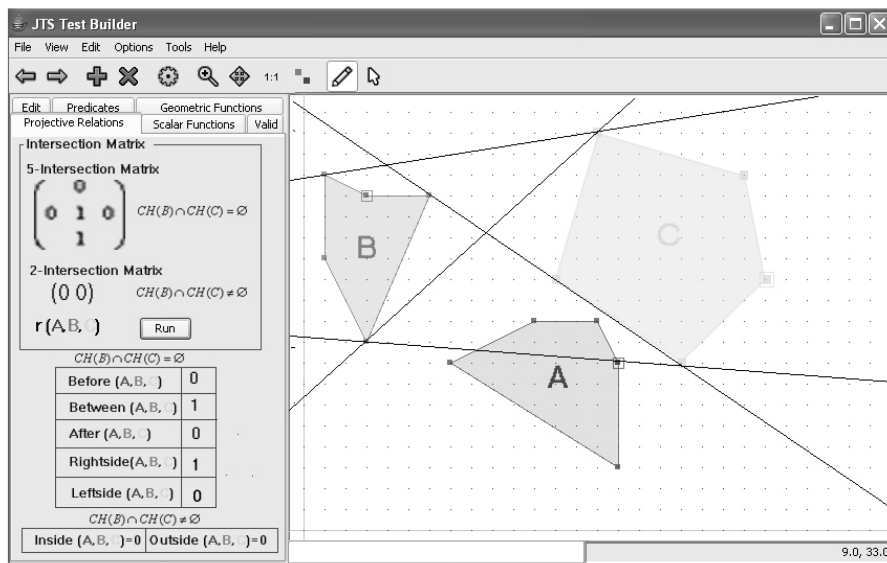 JTS Test Builder
File View Edit Options Tools Help
1:1
Edit Predicates Geometric Functions
Projective Relations Scalar Functions Valid
Intersection Matrix
5-Intersection Matrix
0
0 1 0 CH(B)∩CH(C)=∅
1
2-Intersection Matrix
(0 0) CH(B)∩CH(C)≠∅
r(A,B,C) Run
CH(B)∩CH(C)=∅
Before (A,B,C) 0
Between (A,B,C) 1
After (A,B,C) 0
Rightside(A,B,C) 1
Leftside (A,B,C) 0
CH(B)∩CH(C)≠∅
Inside (A,B,C)=0 Outside (A,B,C)=0
B
C
A
9.0, 33.0